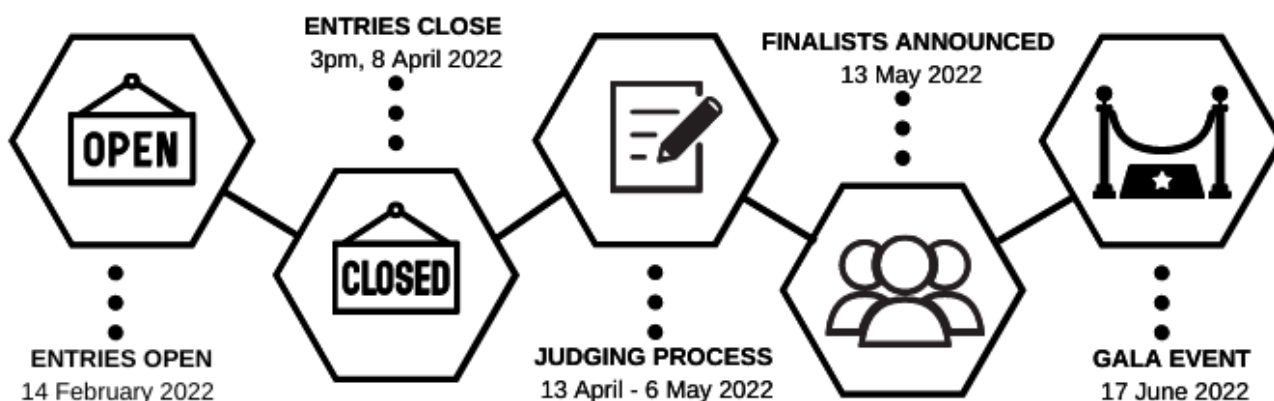 OPEN
ENTRIES OPEN
14 February 2022
ENTRIES CLOSE
3pm, 8 April 2022
CLOSED
JUDGING PROCESS
13 April - 6 May 2022
FINALISTS ANNOUNCED
13 May 2022
GALA EVENT
17 June 2022